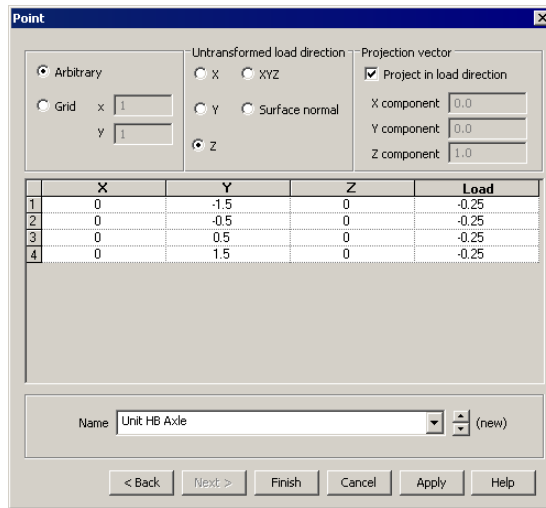 Point
Untransformed load direction
Projection vector
Arbitrary
X
XYZ
Project in load direction
Grid
x
1
Y
Surface normal
X component
0.0
y
1
Y component
0.0
Z
Z component
1.0
X Y Z Load
1 0 -1.5 0 -0.25
2 0 -0.5 0 -0.25
3 0 0.5 0 -0.25
4 0 1.5 0 -0.25
Name
Unit HB Axle
(new)
< Back
Next >
Finish
Cancel
Apply
Help